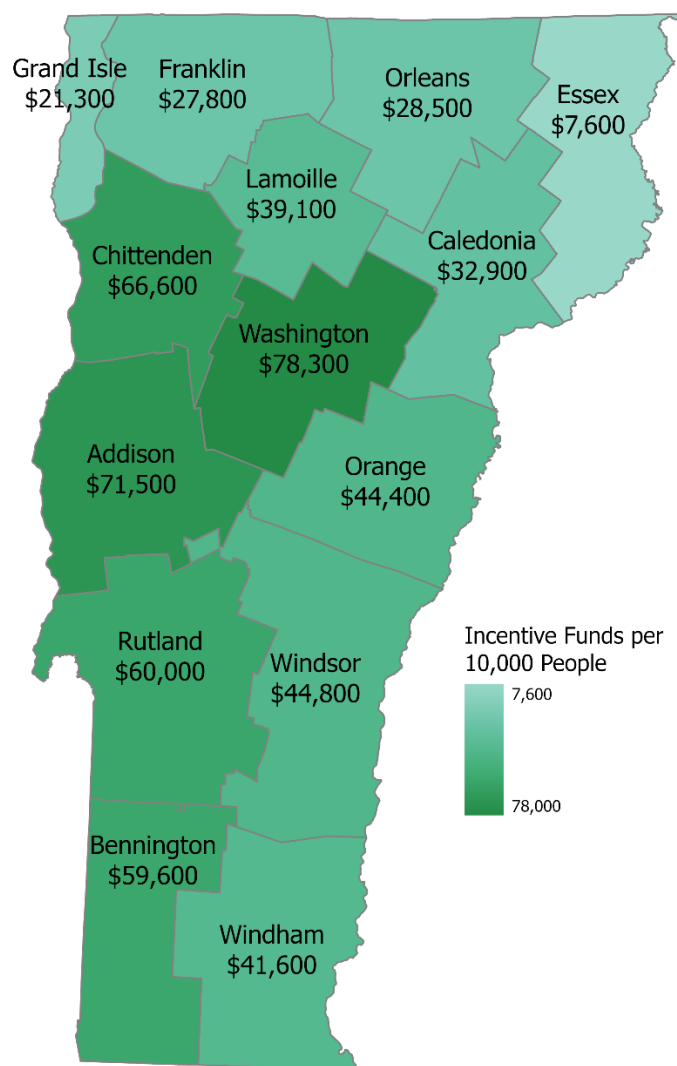 Grand Isle
$21,300
Franklin
$27,800
Orleans
$28,500
Essex
$7,600
Lamoille
$39,100
Chittenden
$66,600
Caledonia
$32,900
Washington
$78,300
Addison
$71,500
Orange
$44,400
Rutland
$60,000
Windsor
$44,800
Incentive Funds per
10,000 People
7,600
78,000
Bennington
$59,600
Windham
$41,600